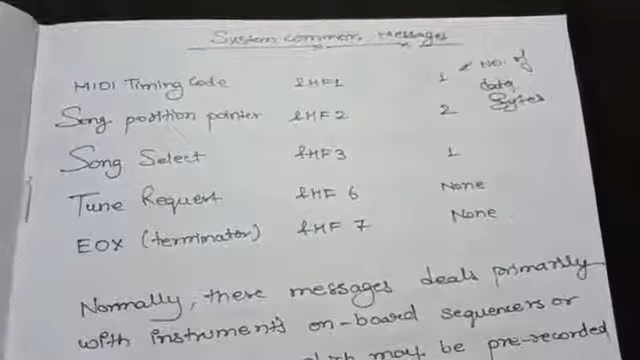 System common messages
MIDI Timing Code &HF1 1 ← No. of
data
Bytes
Song position pointer &HF2 2
Song Select &HF3 1
Tune Request &HF 6 None
EOX (terminator) &HF 7 None
Normally, these messages deals primarily
with instruments on-board sequencers or
which may be pre-recorded